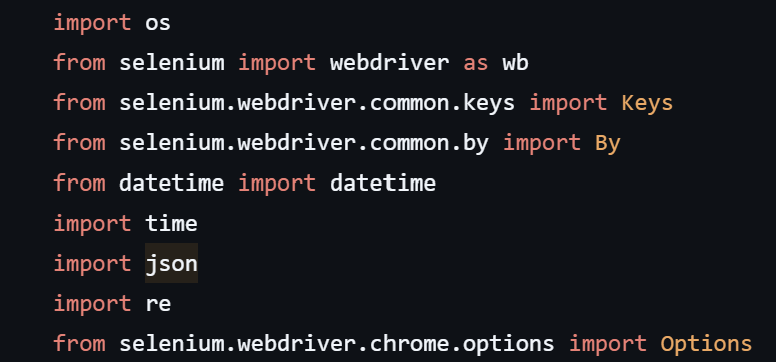 import os
from selenium import webdriver as wb
from selenium.webdriver.common.keys import Keys
from selenium.webdriver.common.by import By
from datetime import datetime
import time
import json
import re
from selenium.webdriver.chrome.options import Options